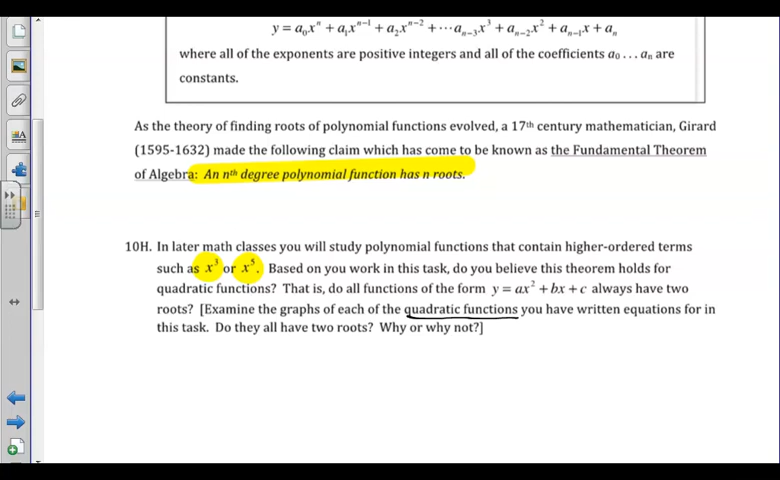 y = a₀xⁿ + a₁xⁿ⁻¹ + a₂xⁿ⁻² + ⋯aₙ₋₃x³ + aₙ₋₂x² + aₙ₋₁x + aₙ
where all of the exponents are positive integers and all of the coefficients a₀ . . . aₙ are
constants.
As the theory of finding roots of polynomial functions evolved, a 17th century mathematician, Girard
(1595-1632) made the following claim which has come to be known as the Fundamental Theorem
of Algebra: An nth degree polynomial function has n roots.
10H. In later math classes you will study polynomial functions that contain higher-ordered terms
such as x³ or x⁵. Based on you work in this task, do you believe this theorem holds for
quadratic functions? That is, do all functions of the form y = ax² + bx + c always have two
roots? [Examine the graphs of each of the quadratic functions you have written equations for in
this task. Do they all have two roots? Why or why not?]